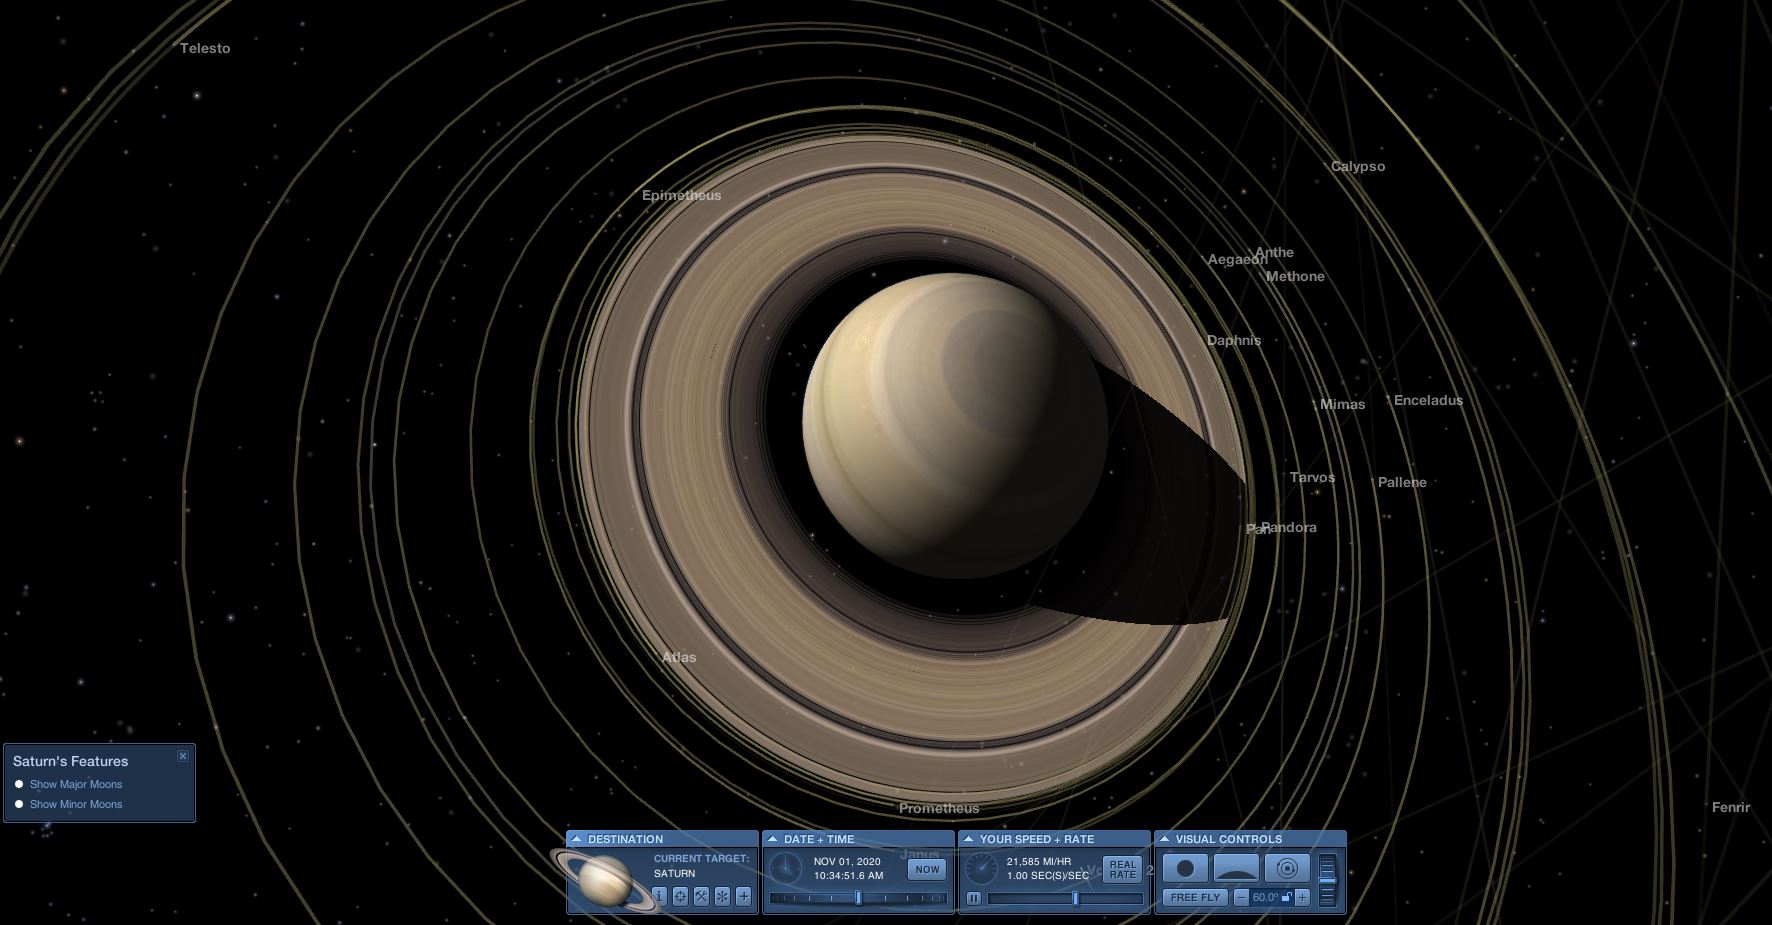 Telesto
Calypso
Epimetheus
Anthe
Aegaeon
Methone
Daphnis
Enceladus
Mimas
Tarvos
Pallene
Pandora
Pan
Atlas
Saturn's Features
Show Major Moons
Show Minor Moons
Prometheus
Fenrir
DESTINATION
CURRENT TARGET:
SATURN
DATE + TIME
Janus
NOV 01, 2020
10:34:51.6 AM
NOW
YOUR SPEED + RATE
21,585 MI/HR
1.00 SEC(S)/SEC
REAL
RATE
VISUAL CONTROLS
FREE FLY
60.0°